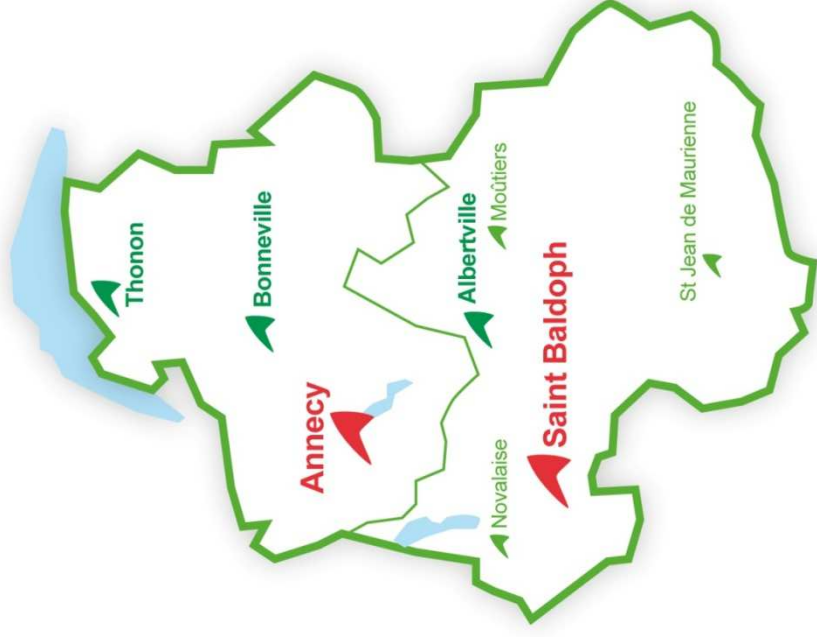 Thonon
Bonneville
Annecy
Albertville
Moûtiers
Novalaise
Saint Baldoph
St Jean de Maurienne